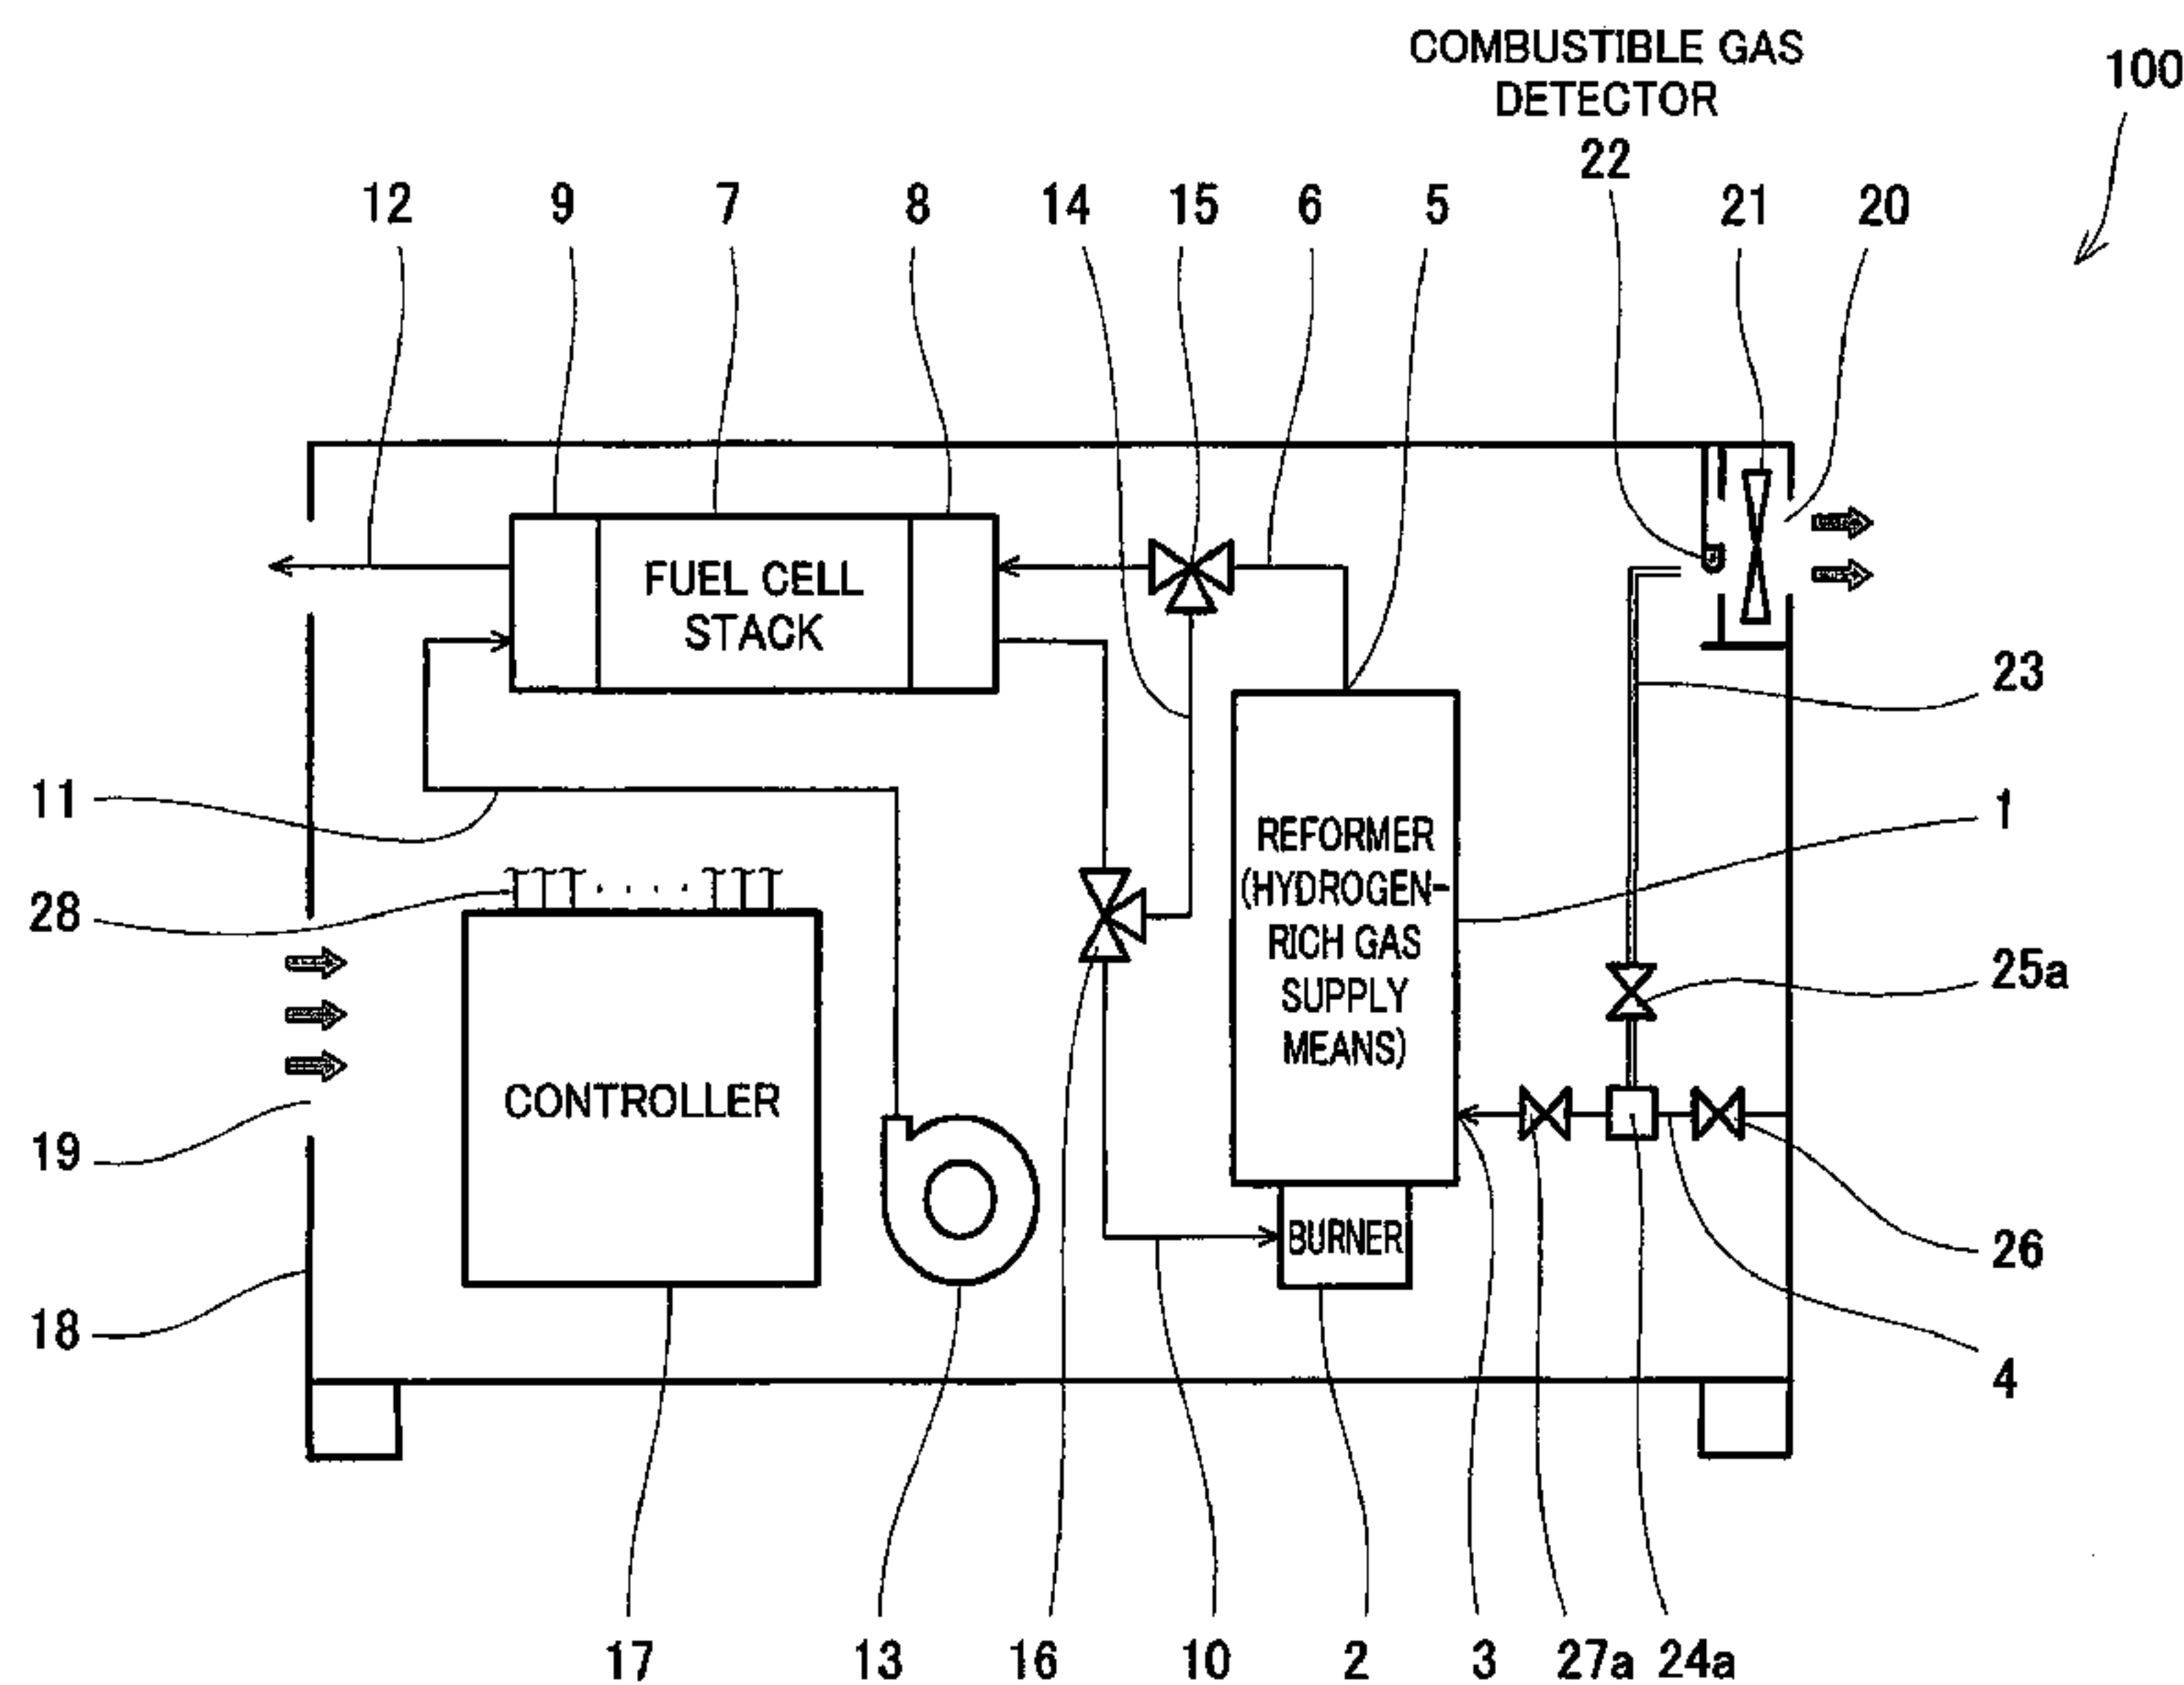 COMBUSTIBLE GAS
DETECTOR
100
22
12
9
7
8
14
15
6
5
21
20
FUEL CELL
STACK
23
11
1
REFORMER
(HYDROGEN-
RICH GAS
SUPPLY
MEANS)
28
25a
CONTROLLER
19
BURNER
26
18
4
17
13
16
10
2
3
27a
24a